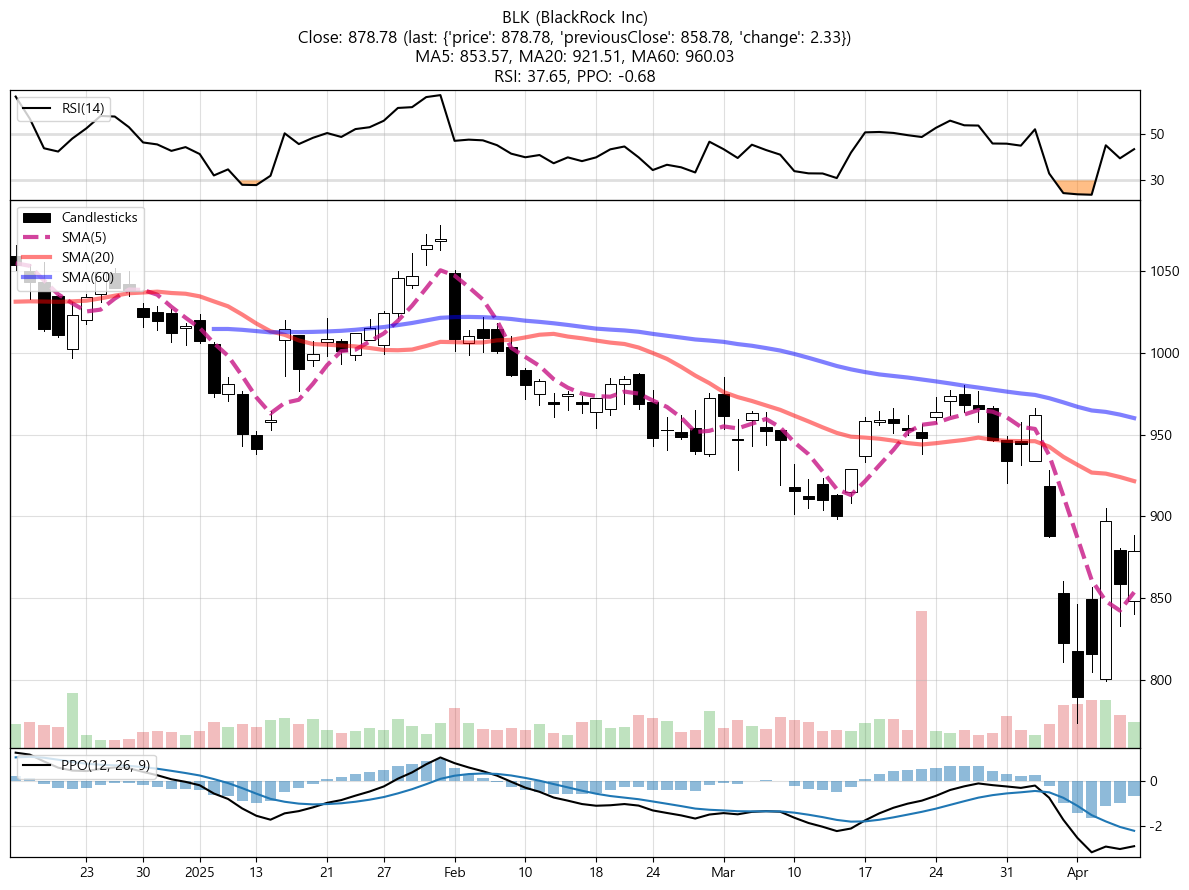 BLK (BlackRock Inc)
Close: 878.78 (last: {'price': 878.78, 'previousClose': 858.78, 'change': 2.33})
MA5: 853.57, MA20: 921.51, MA60: 960.03
RSI: 37.65, PPO: -0.68
RSI(14)
50
30
Candlesticks
SMA(5)
SMA(20)
SMA(60)
1050
1000
950
900
850
800
PPO(12, 26, 9)
0
-2
23 30 2025 13 21 27 Feb 10 18 24 Mar 10 17 24 31 Apr